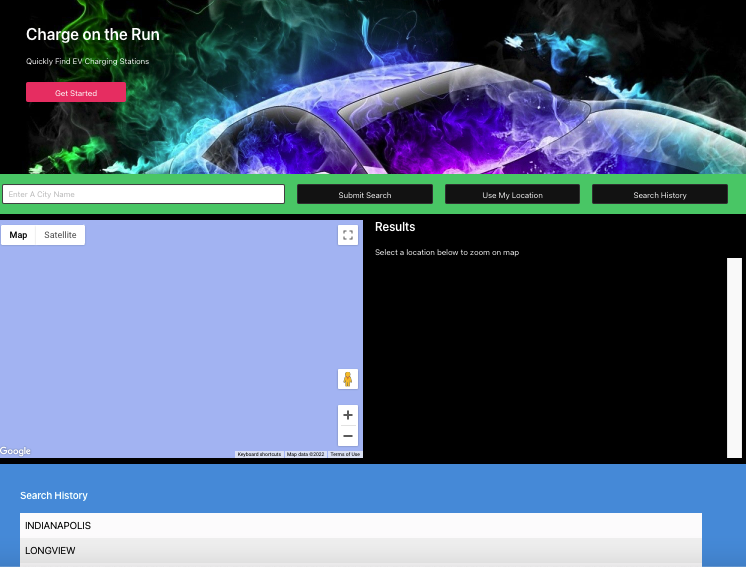 Charge on the Run
Quickly Find EV Charging Stations
Get Started
Enter A City Name
Submit Search
Use My Location
Search History
Map
Satellite
Results
Select a location below to zoom on map
Google
Keyboard shortcuts
Map data ©2022
Terms of Use
Search History
INDIANAPOLIS
LONGVIEW